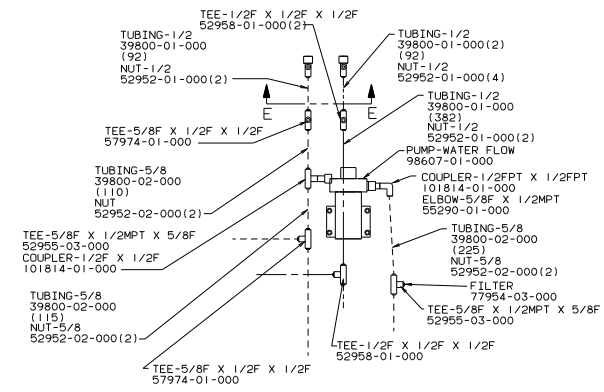 TEE-1/2F X 1/2F X 1/2F
52958-01-000(2)
TUBING-1/2
39800-01-000
(92)
NUT-1/2
52952-01-000(2)
TUBING-1/2
39800-01-000(2)
(92)
NUT-1/2
52952-01-000(4)
E
E
TUBING-1/2
39800-01-000
(382)
NUT-1/2
52952-01-000(2)
TEE-5/8F X 1/2F X 1/2F
57974-01-000
PUMP-WATER FLOW
98607-01-000
TUBING-5/8
39800-02-000
(110)
NUT
52952-02-000(2)
COUPLER-1/2FPT X 1/2FPT
101814-01-000
ELBOW-5/8F X 1/2MPT
55290-01-000
TEE-5/8F X 1/2MPT X 5/8F
52955-03-000
COUPLER-1/2F X 1/2F
101814-01-000
TUBING-5/8
39800-02-000
(225)
NUT-5/8
52952-02-000(2)
TUBING-5/8
39800-02-000
(115)
NUT-5/8
52952-02-000(2)
FILTER
77954-03-000
TEE-5/8F X 1/2MPT X 5/8F
52955-03-000
TEE-1/2F X 1/2F X 1/2F
52958-01-000
TEE-5/8F X 1/2F X 1/2F
57974-01-000